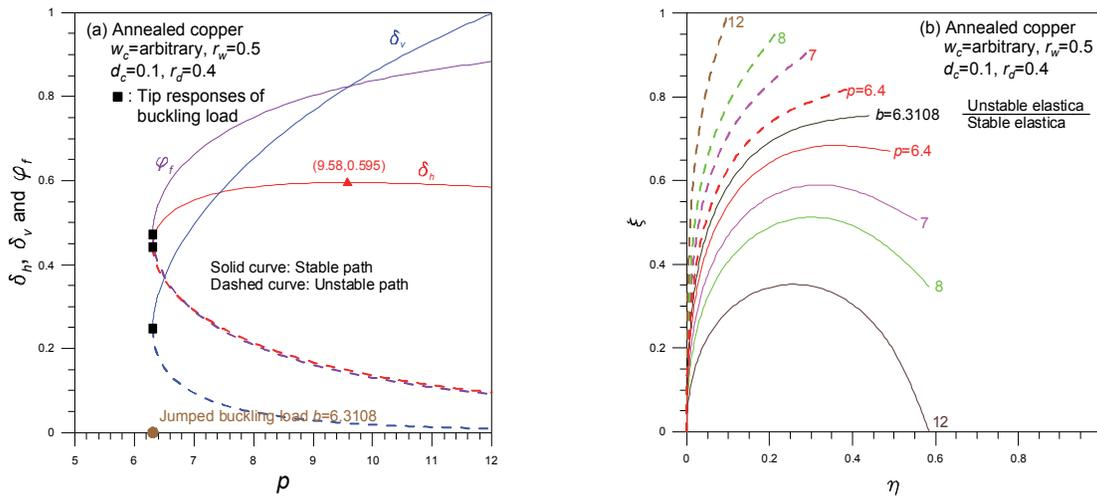 (a) Annealed copper
w_c=arbitrary, r_w=0.5
d_c=0.1, r_d=0.4
■ : Tip responses of
buckling load
δ_v
φ_f
(9.58,0.595)
δ_h
Solid curve: Stable path
Dashed curve: Unstable path
Jumped buckling load b=6.3108
δ_h, δ_v and φ_f
1
0.8
0.6
0.4
0.2
0
5 6 7 8 9 10 11 12
p
(b) Annealed copper
w_c=arbitrary, r_w=0.5
d_c=0.1, r_d=0.4
Unstable elastica
Stable elastica
12
8
7
p=6.4
b=6.3108
p=6.4
7
8
12
ξ
1
0.8
0.6
0.4
0.2
0
0 0.2 0.4 0.6 0.8
η